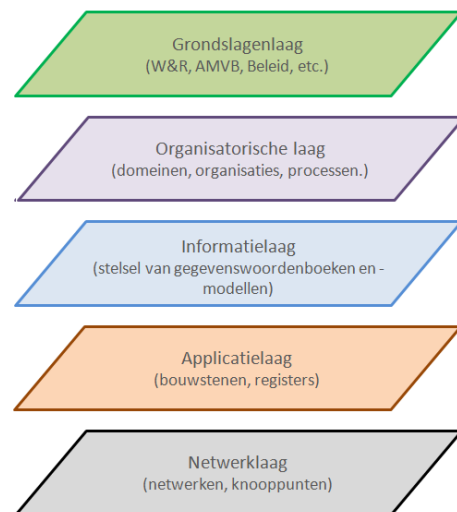 Grondslagenlaag
(W&R, AMVB, Beleid, etc.)
Organisatorische laag
(domeinen, organisaties, processen.)
Informatielaag
(stelsel van gegevenswoordenboeken en -
modellen)
Applicatielaag
(bouwstenen, registers)
Netwerklaag
(netwerken, knooppunten)